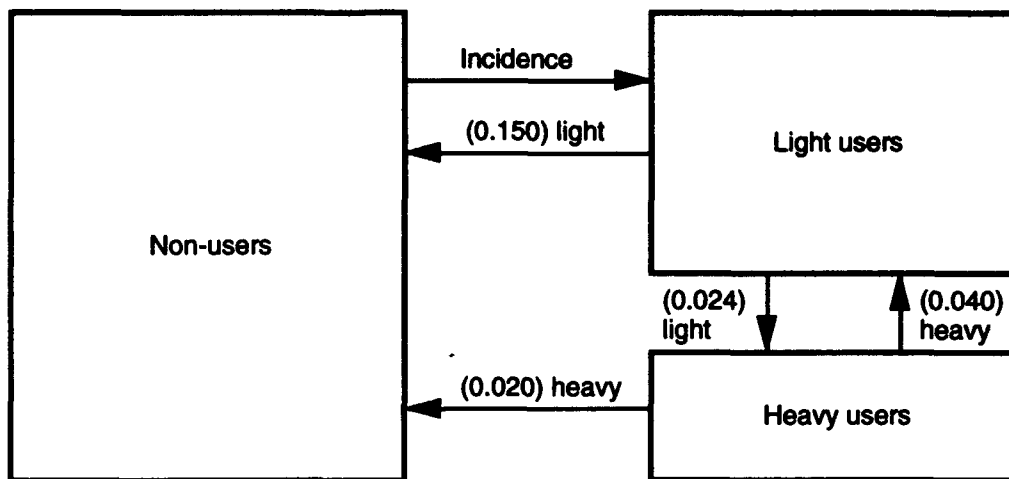 Incidence
(0.150) light
Light users
Non-users
(0.024)
light
(0.040)
heavy
(0.020) heavy
Heavy users